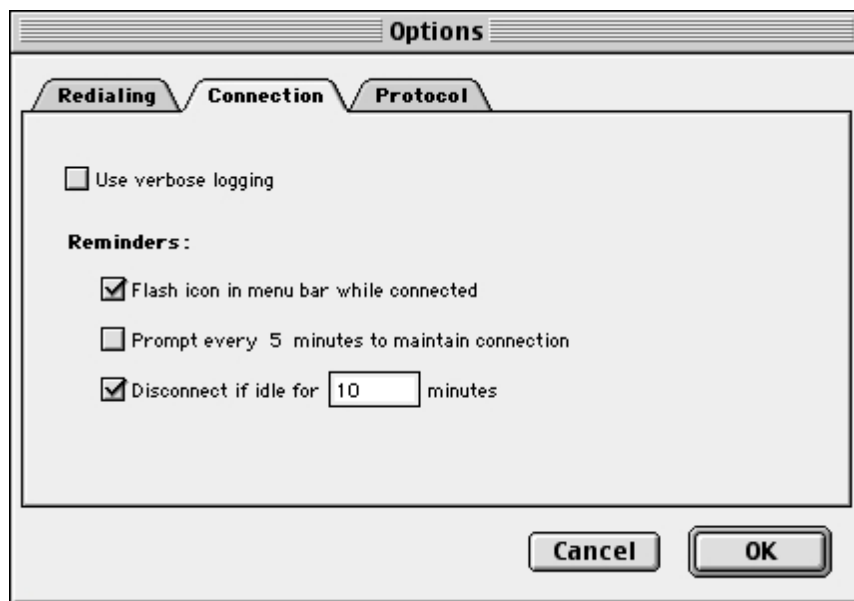 Options
Redialing Connection Protocol
Use verbose logging
Reminders:
Flash icon in menu bar while connected
Prompt every 5 minutes to maintain connection
Disconnect if idle for 10 minutes
Cancel OK